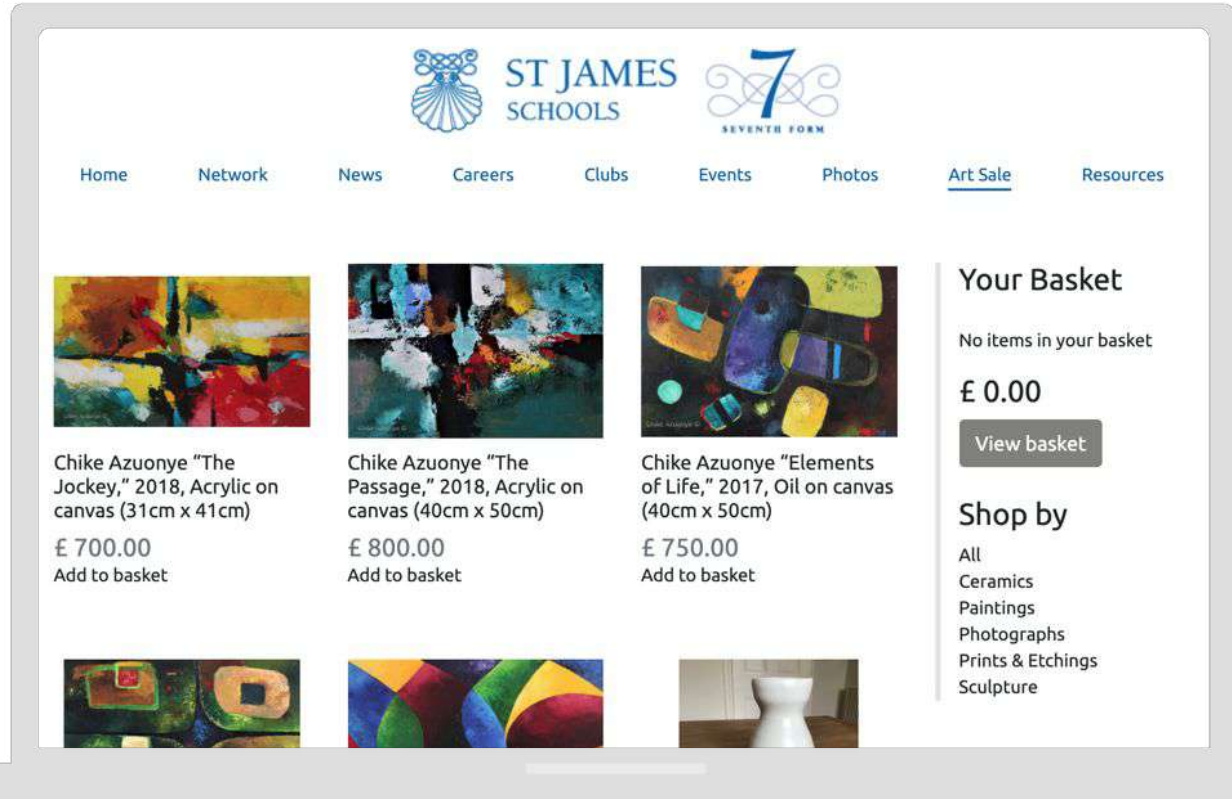 ST JAMES
SCHOOLS
7
SEVENTH FORM
Home Network News Careers Clubs Events Photos Art Sale Resources
Chike Azuonye “The
Jockey,” 2018, Acrylic on
canvas (31cm x 41cm)
£ 700.00
Add to basket
Chike Azuonye “The
Passage,” 2018, Acrylic on
canvas (40cm x 50cm)
£ 800.00
Add to basket
Chike Azuonye “Elements
of Life,” 2017, Oil on canvas
(40cm x 50cm)
£ 750.00
Add to basket
Your Basket
No items in your basket
£ 0.00
View basket
Shop by
All
Ceramics
Paintings
Photographs
Prints & Etchings
Sculpture